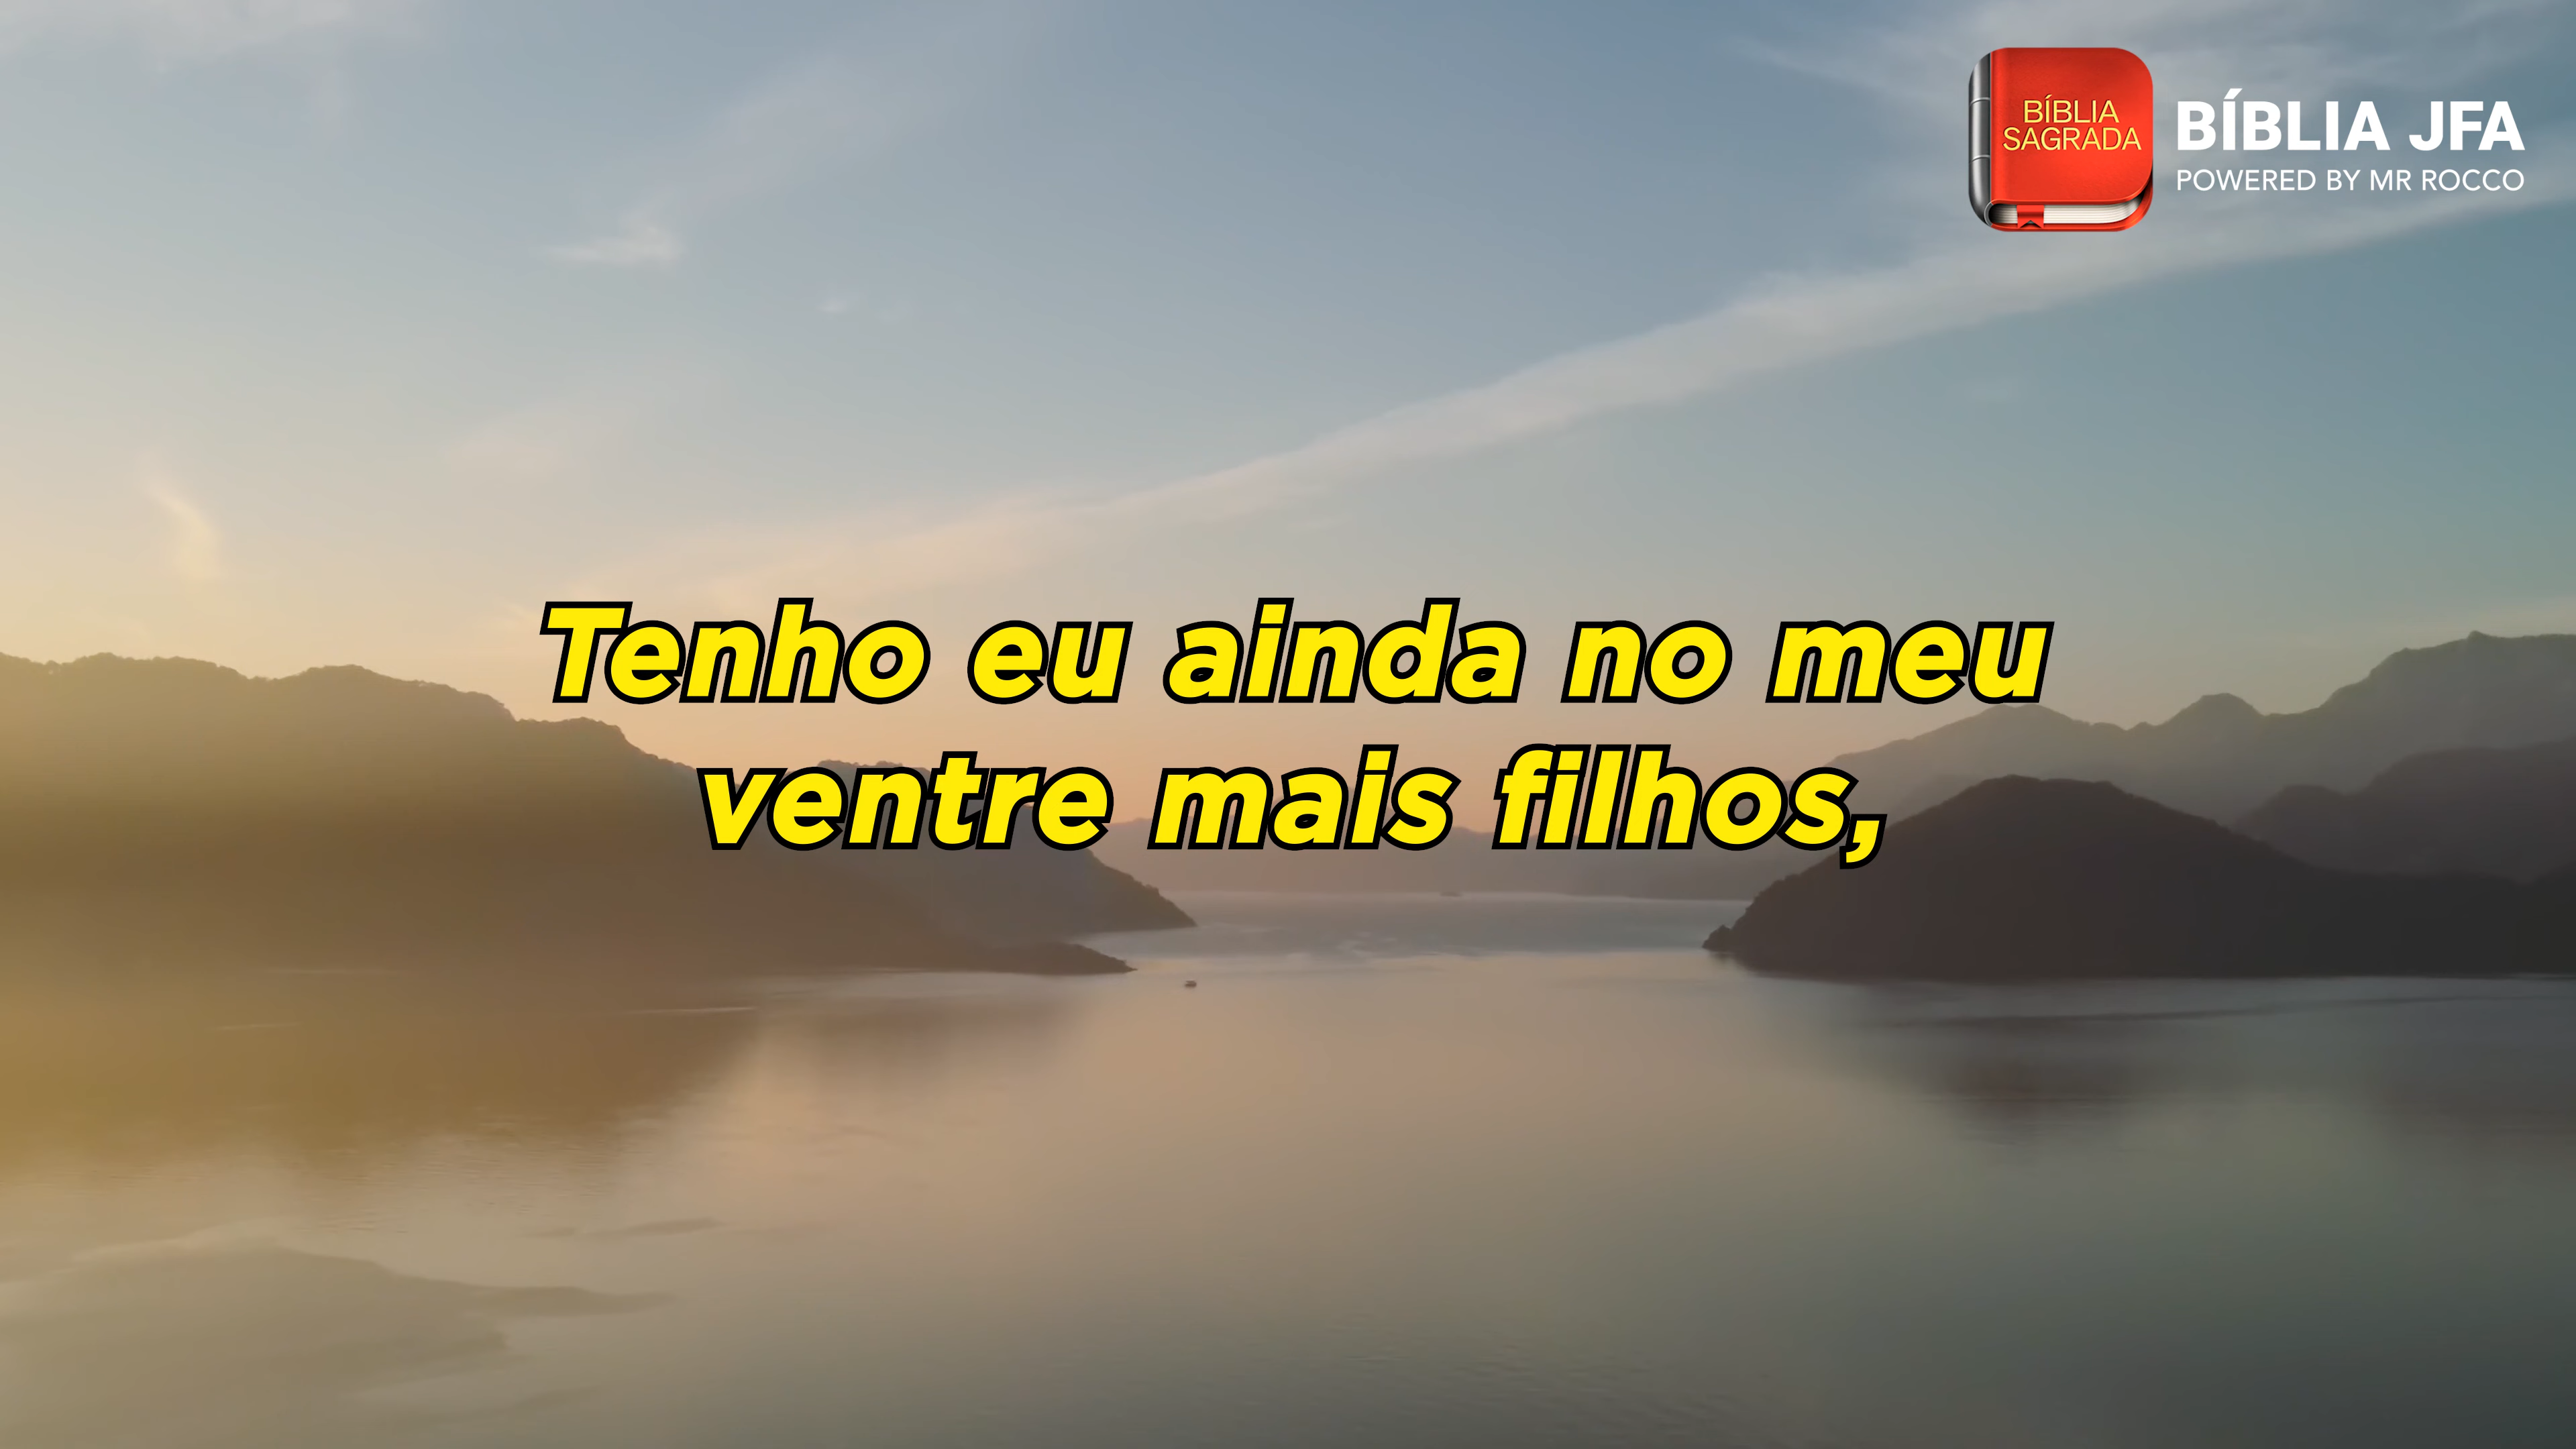 BÍBLIA
SAGRADA
BÍBLIA JFA
POWERED BY MR ROCCO
Tenho eu ainda no meu
ventre mais filhos,